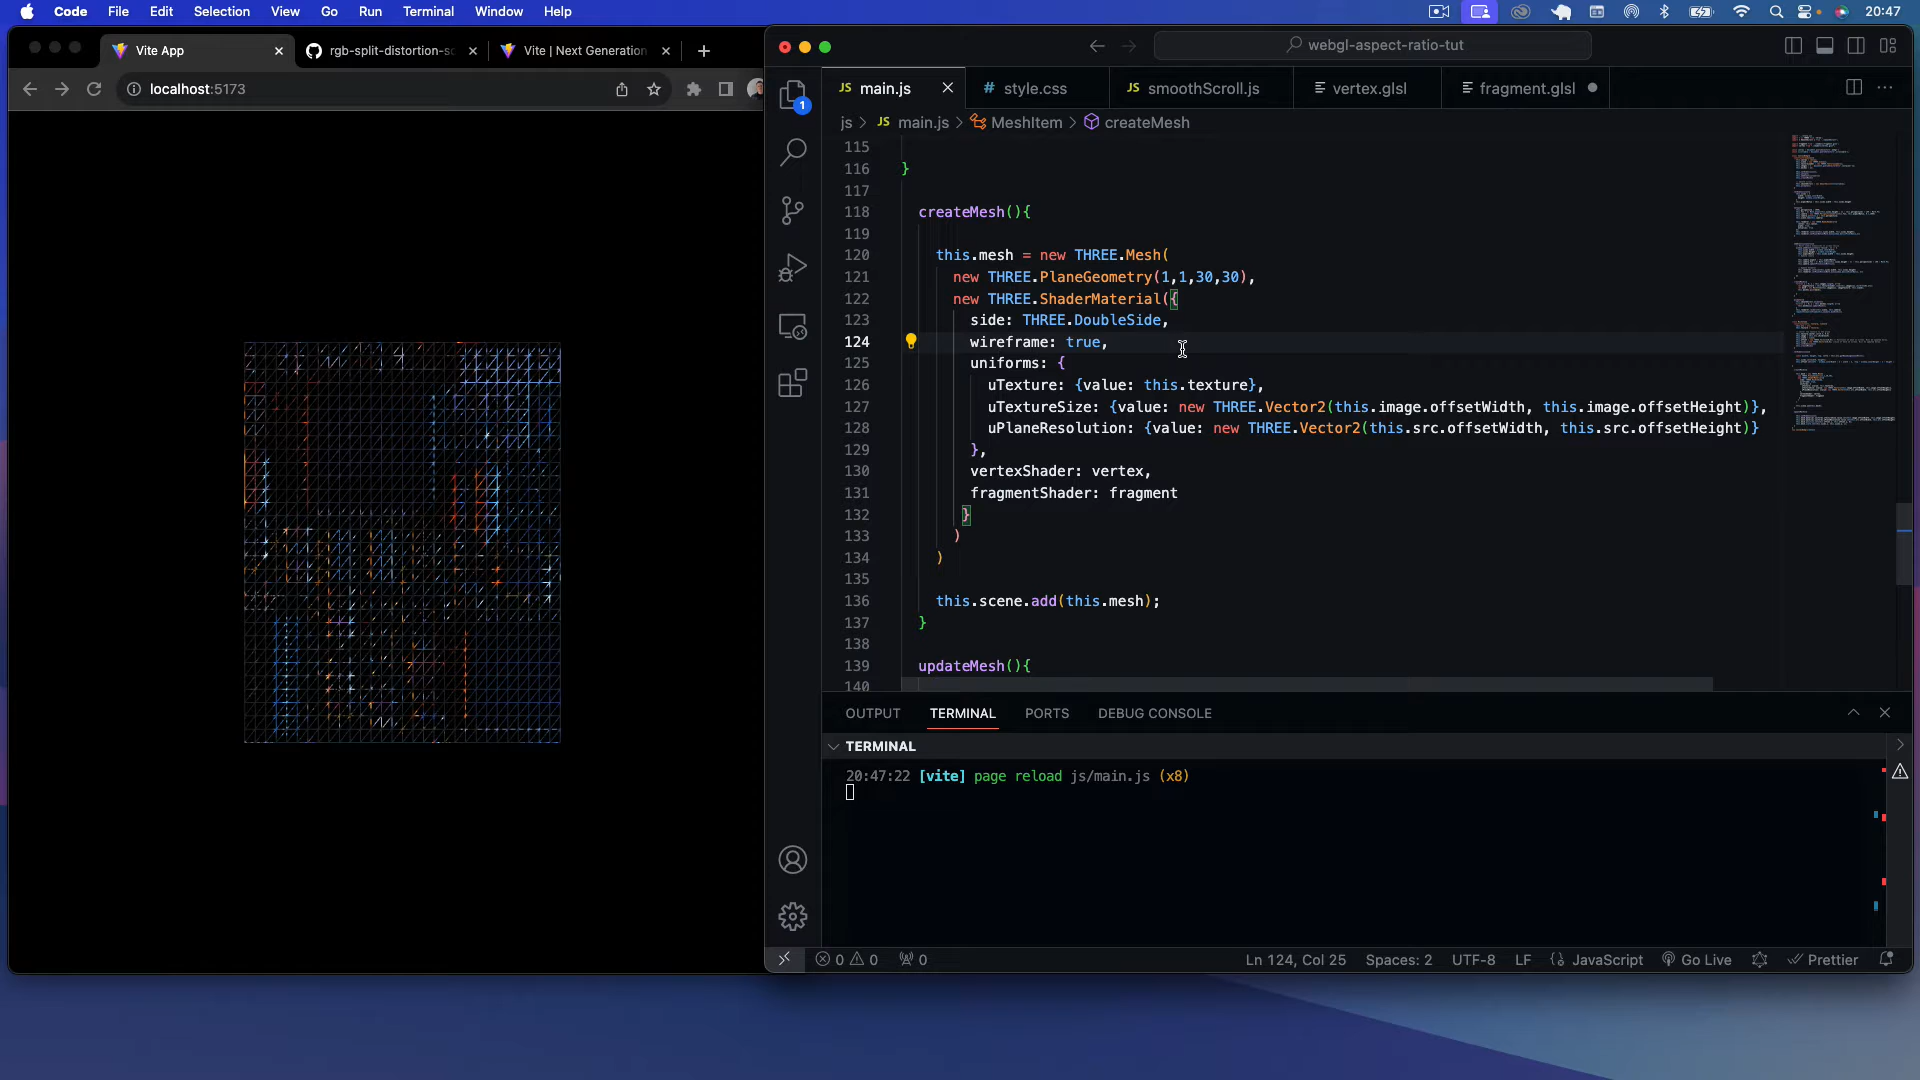 Code File Edit Selection View Go Run Terminal Window Help 20:47
Vite App
rgb-split-distortion-sc
Vite | Next Generation
localhost:5173
webgl-aspect-ratio-tut
1
JS main.js
# style.css
JS smoothScroll.js
vertex.glsl
fragment.glsl
js > JS main.js > MeshItem > createMesh
115
116 }
117
118 createMesh(){
119
120 this.mesh = new THREE.Mesh(
121 new THREE.PlaneGeometry(1,1,30,30),
122 new THREE.ShaderMaterial({
123 side: THREE.DoubleSide,
124 wireframe: true,
125 uniforms: {
126 uTexture: {value: this.texture},
127 uTextureSize: {value: new THREE.Vector2(this.image.offsetWidth, this.image.offsetHeight)},
128 uPlaneResolution: {value: new THREE.Vector2(this.src.offsetWidth, this.src.offsetHeight)}
129 },
130 vertexShader: vertex,
131 fragmentShader: fragment
132 }
133 )
134 )
135
136 this.scene.add(this.mesh);
137 }
138
139 updateMesh(){
140
OUTPUT TERMINAL PORTS DEBUG CONSOLE
TERMINAL
20:47:22 [vite] page reload js/main.js (x8)
0 0 0 Ln 124, Col 25 Spaces: 2 UTF-8 LF {} JavaScript Go Live Prettier